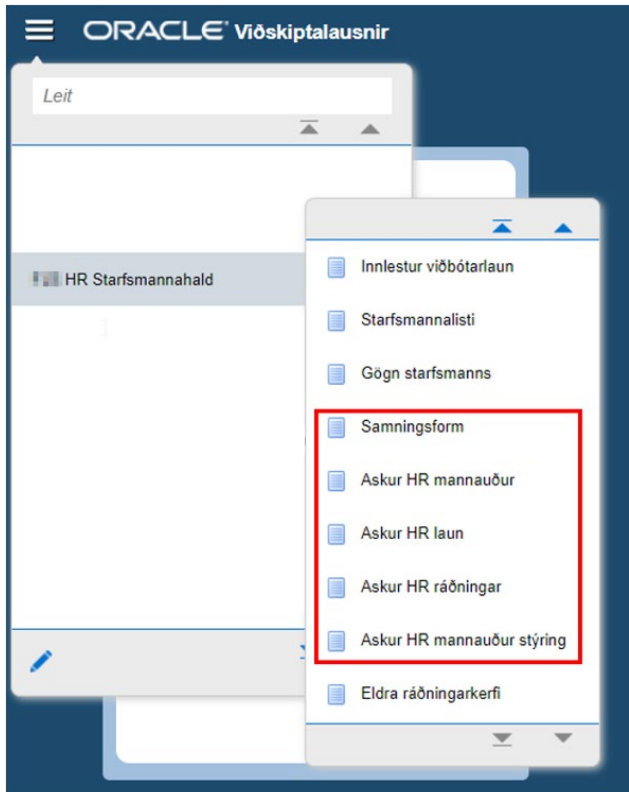 ORACLE Viðskiptalausnir
Leit
HR Starfsmannahald
Innlestur viðbótarlaun
Starfsmannalisti
Gögn starfsmanns
Samningsform
Askur HR mannauður
Askur HR laun
Askur HR ráðningar
Askur HR mannauður stýring
Eldra ráðningarkerfi